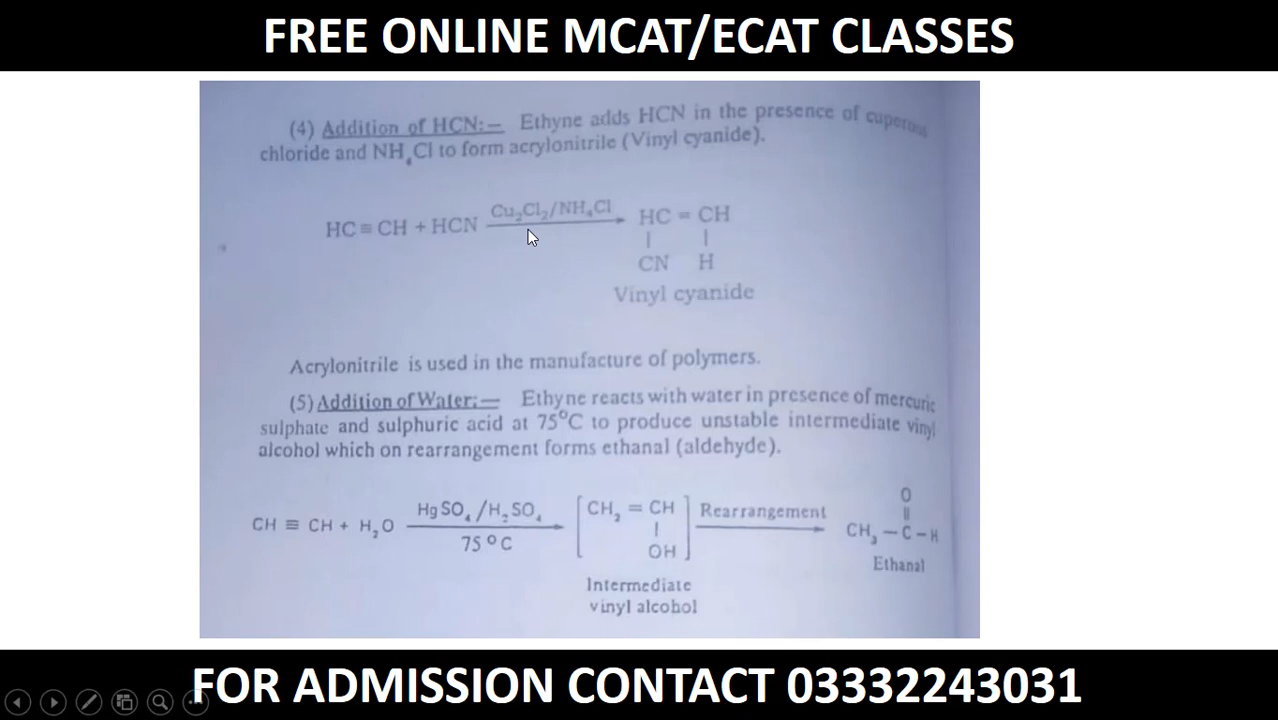 FREE ONLINE MCAT/ECAT CLASSES
(4) Addition of HCN:— Ethyne adds HCN in the presence of cuperous
chloride and NH₄Cl to form acrylonitrile (Vinyl cyanide).
HC ≡ CH + HCN Cu₂Cl₂/NH₄Cl HC = CH
CN H
Vinyl cyanide
Acrylonitrile is used in the manufacture of polymers.
(5) Addition of Water:— Ethyne reacts with water in presence of mercuric
sulphate and sulphuric acid at 75°C to produce unstable intermediate vinyl
alcohol which on rearrangement forms ethanal (aldehyde).
O
CH ≡ CH + H₂O HgSO₄/H₂SO₄ 75°C [CH₂ = CH Rearrangement CH₃ — C — H
OH]
Ethanal
Intermediate
vinyl alcohol
FOR ADMISSION CONTACT 03332243031